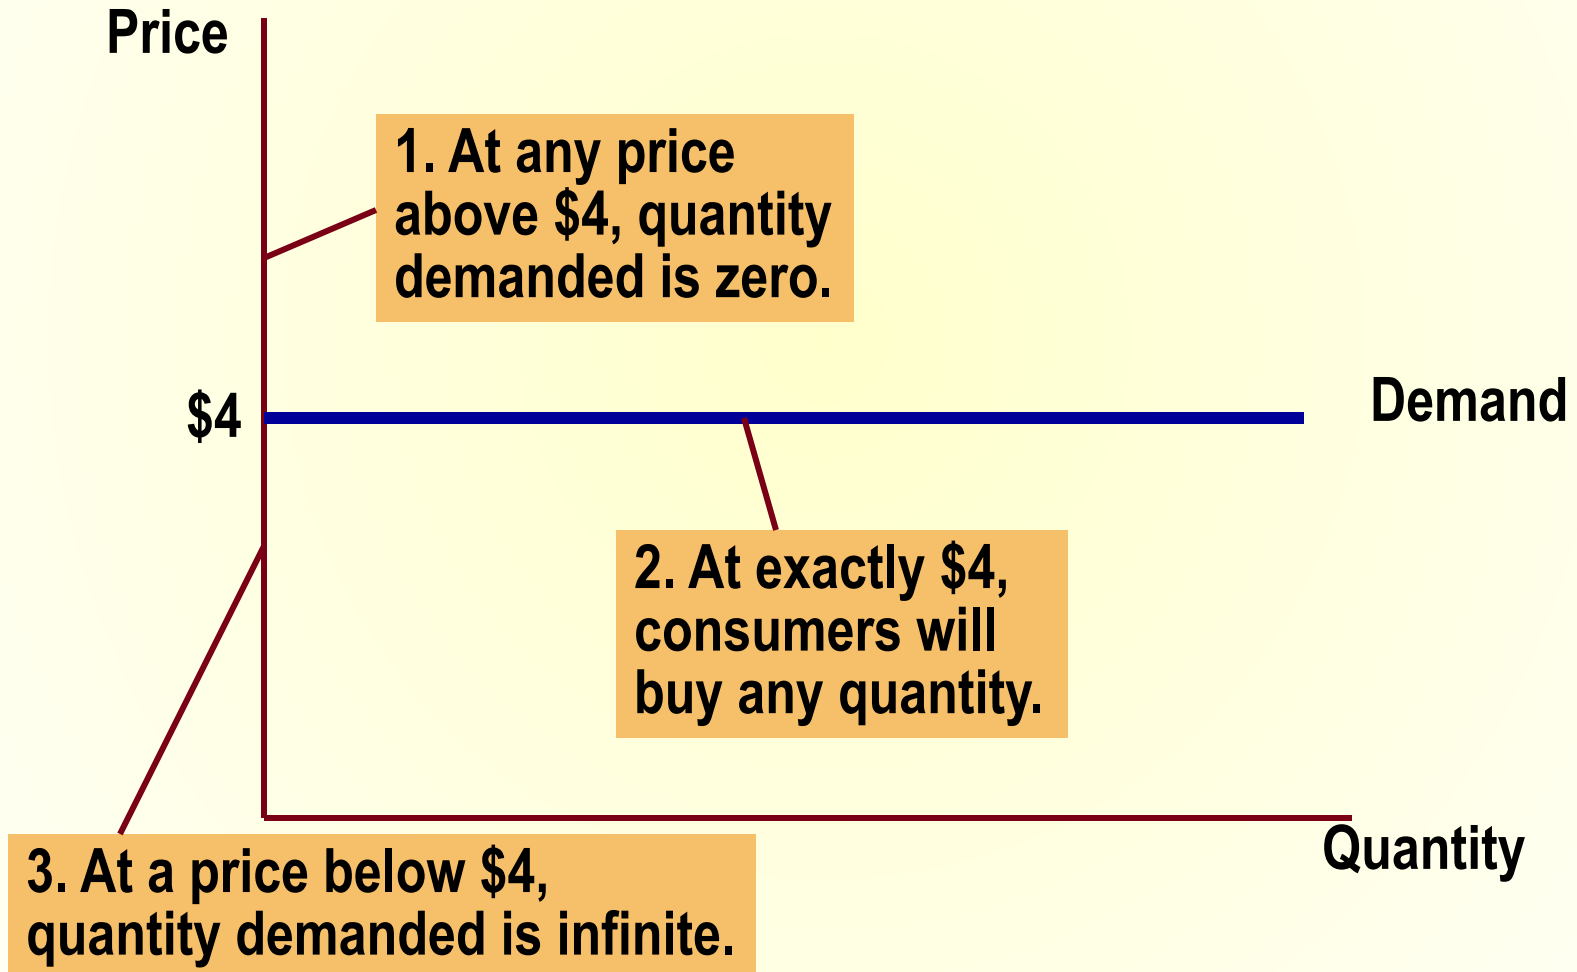 Price
1. At any price
above $4, quantity
demanded is zero.
$4
Demand
2. At exactly $4,
consumers will
buy any quantity.
Quantity
3. At a price below $4,
quantity demanded is infinite.